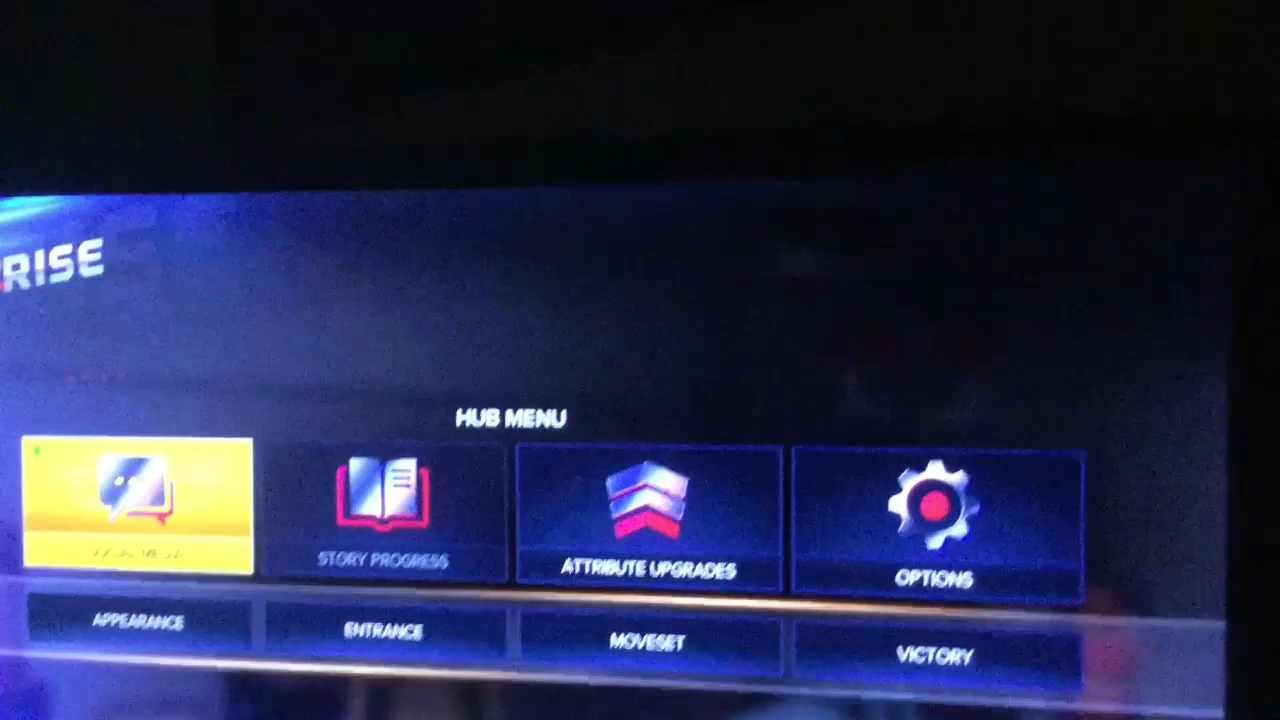 RISE
HUB MENU
STORY PROGRESS
ATTRIBUTE UPGRADES
OPTIONS
APPEARANCE
ENTRANCE
MOVESET
VICTORY